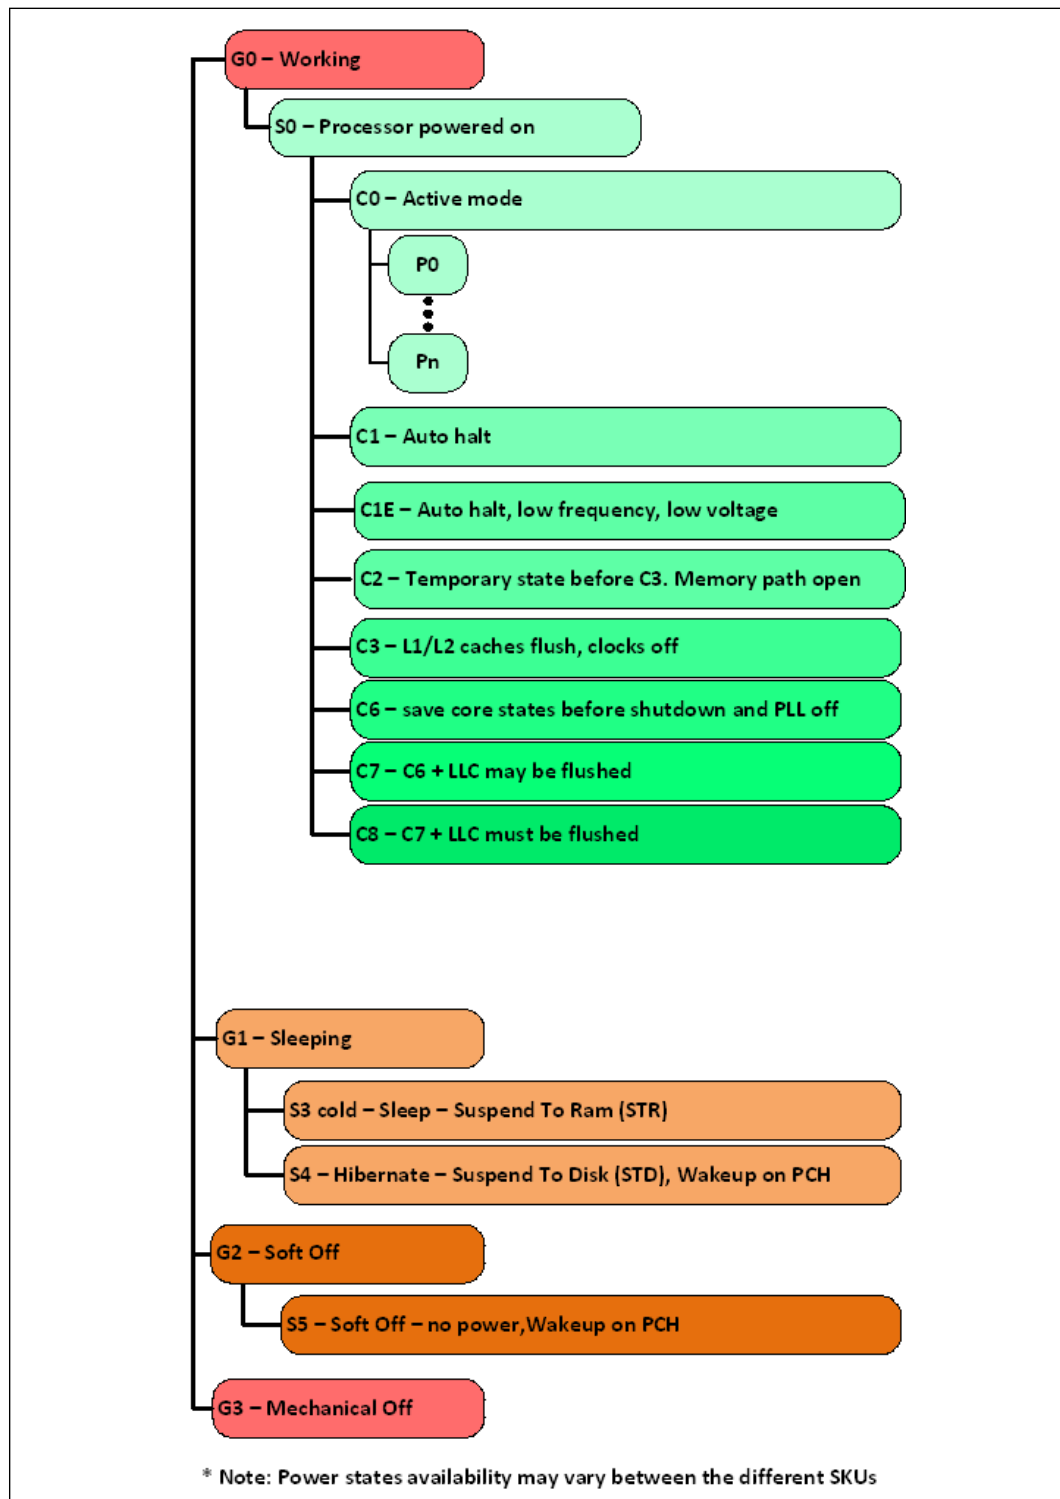 G0 – Working
S0 – Processor powered on
C0 – Active mode
P0
Pn
C1 – Auto halt
C1E – Auto halt, low frequency, low voltage
C2 – Temporary state before C3. Memory path open
C3 – L1/L2 caches flush, clocks off
C6 – save core states before shutdown and PLL off
C7 – C6 + LLC may be flushed
C8 – C7 + LLC must be flushed
G1 – Sleeping
S3 cold – Sleep – Suspend To Ram (STR)
S4 – Hibernate – Suspend To Disk (STD), Wakeup on PCH
G2 – Soft Off
S5 – Soft Off – no power,Wakeup on PCH
G3 – Mechanical Off
* Note: Power states availability may vary between the different SKUs